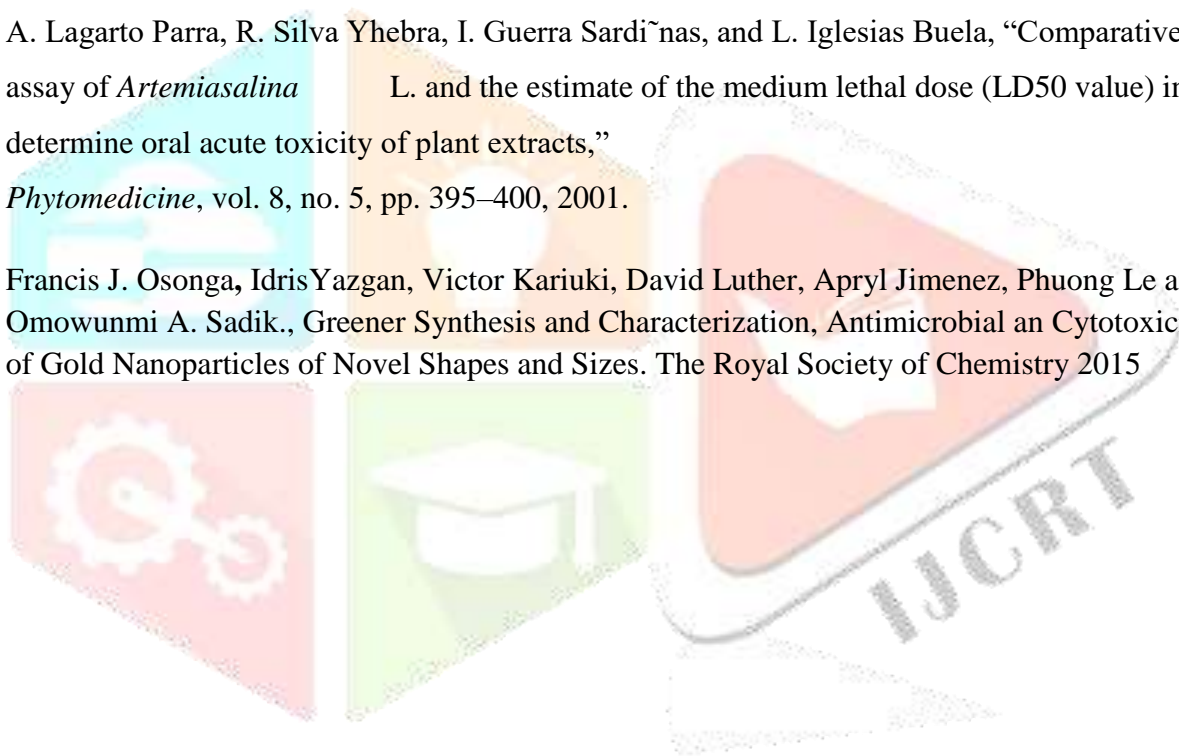 A. Lagarto Parra, R. Silva Yhebra, I. Guerra Sardi˜nas, and L. Iglesias Buela, “Comparative
assay of Artemiasalina L. and the estimate of the medium lethal dose (LD50 value)
determine oral acute toxicity of plant extracts,”
Phytomedicine, vol. 8, no. 5, pp. 395–400, 2001.
Francis J. Osonga, IdrisYazgan, Victor Kariuki, David Luther, Apryl Jimenez, Phuong Le
Omowunmi A. Sadik., Greener Synthesis and Characterization, Antimicrobial an Cytotoxic
of Gold Nanoparticles of Novel Shapes and Sizes. The Royal Society of Chemistry 2015
IJCRT